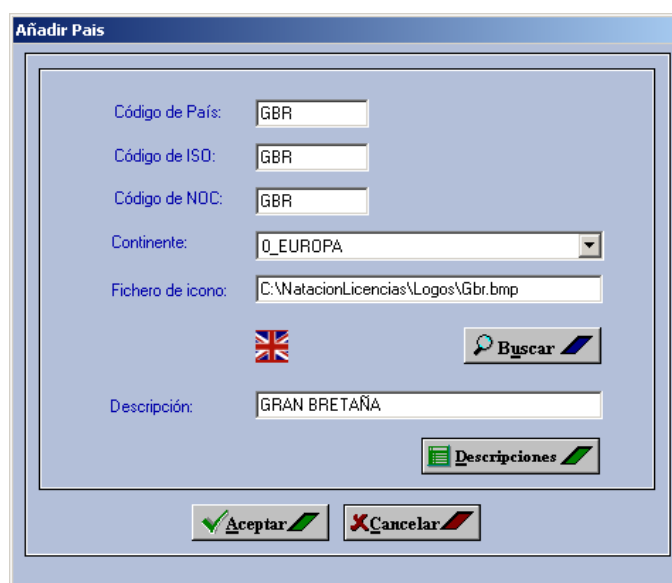 Añadir Pais
Código de País: GBR
Código de ISO: GBR
Código de NOC: GBR
Continente: 0_EUROPA
Fichero de icono: C:\NatacionLicencias\Logos\Gbr.bmp
Buscar
Descripción: GRAN BRETAÑA
Descripciones
Aceptar Cancelar